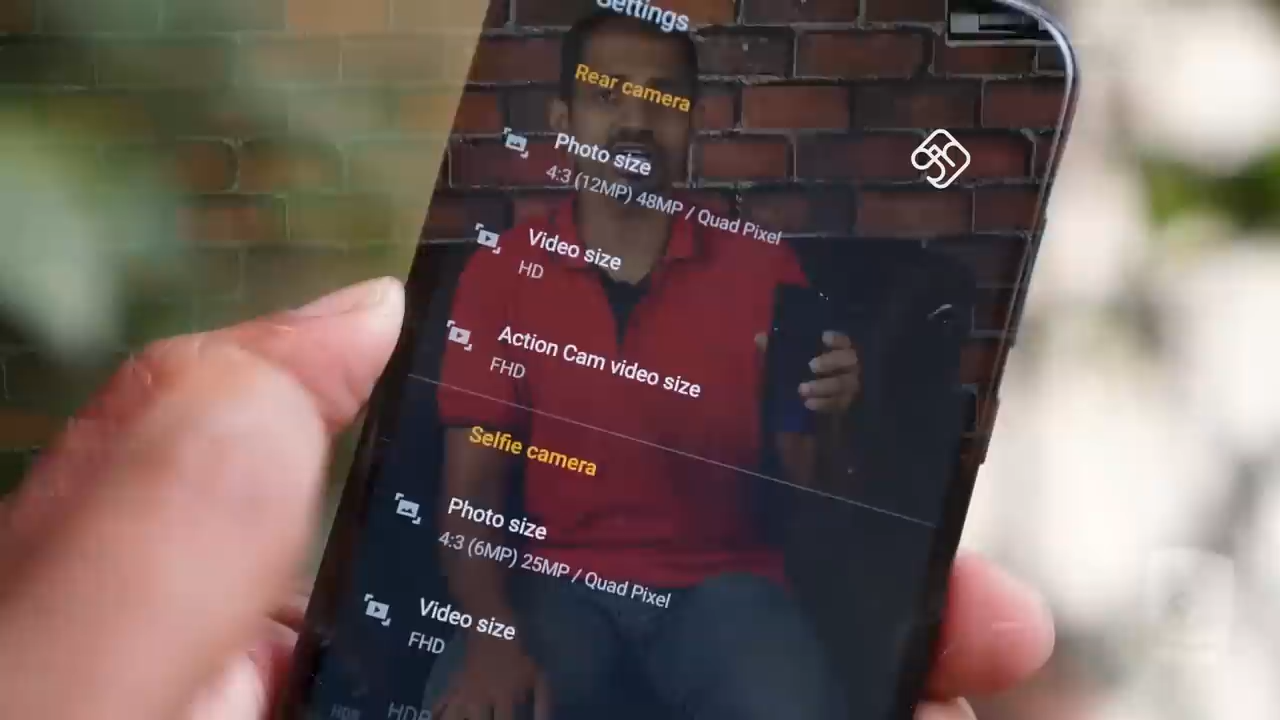 Settings
Rear camera
Photo size
4:3 (12MP) 48MP / Quad Pixel
Video size
HD
Action Cam video size
FHD
Selfie camera
Photo size
4:3 (6MP) 25MP / Quad Pixel
Video size
FHD
HDR